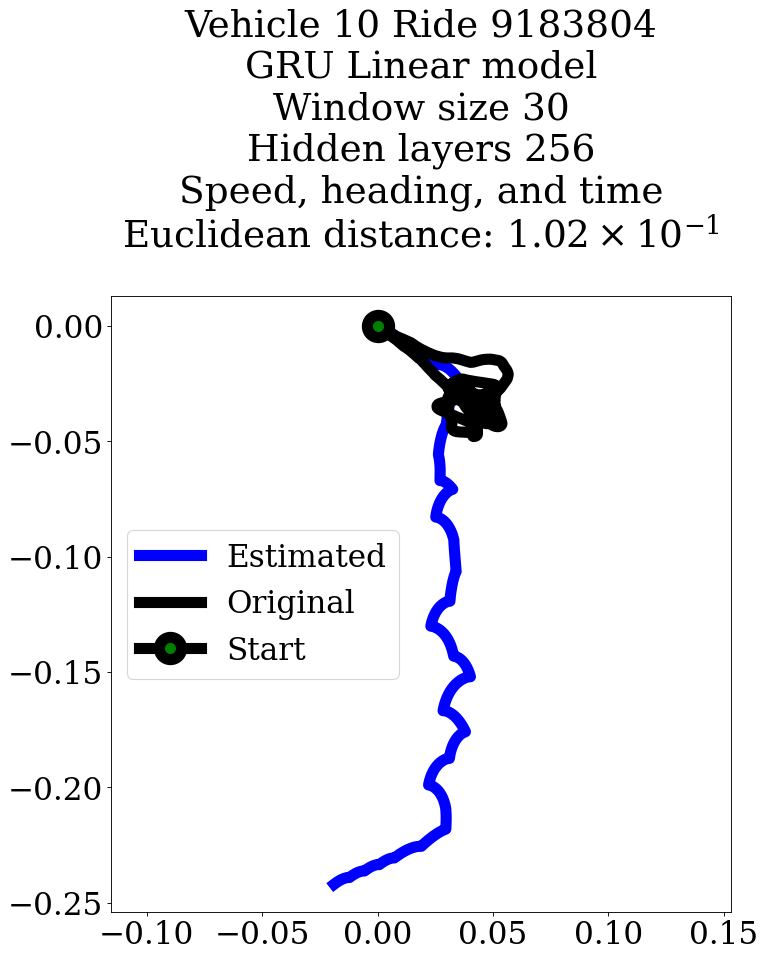 Vehicle 10 Ride 9183804
GRU Linear model
Window size 30
Hidden layers 256
Speed, heading, and time
Euclidean distance: 1.02 × 10⁻¹
0.00
−0.05
−0.10
−0.15
−0.20
−0.25
Estimated
Original
Start
−0.10 −0.05 0.00 0.05 0.10 0.15